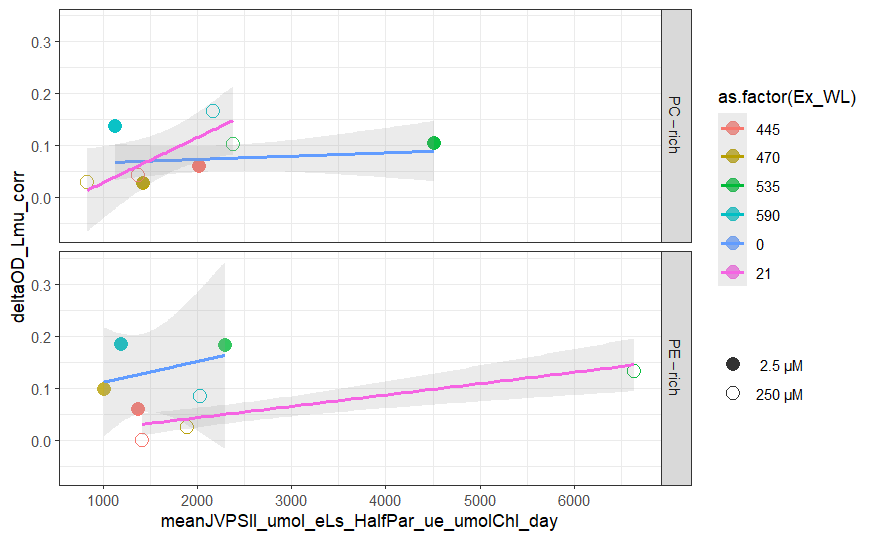 0.3
0.2
0.1
0.0
PC-rich
0.3
0.2
0.1
0.0
PE-rich
deltaOD_Lmu_corr
1000 2000 3000 4000 5000 6000
meanJVPSII_umol_eLs_HalfPar_ue_umolChl_day
as.factor(Ex_WL)
445
470
535
590
0
21
2.5 µM
250 µM